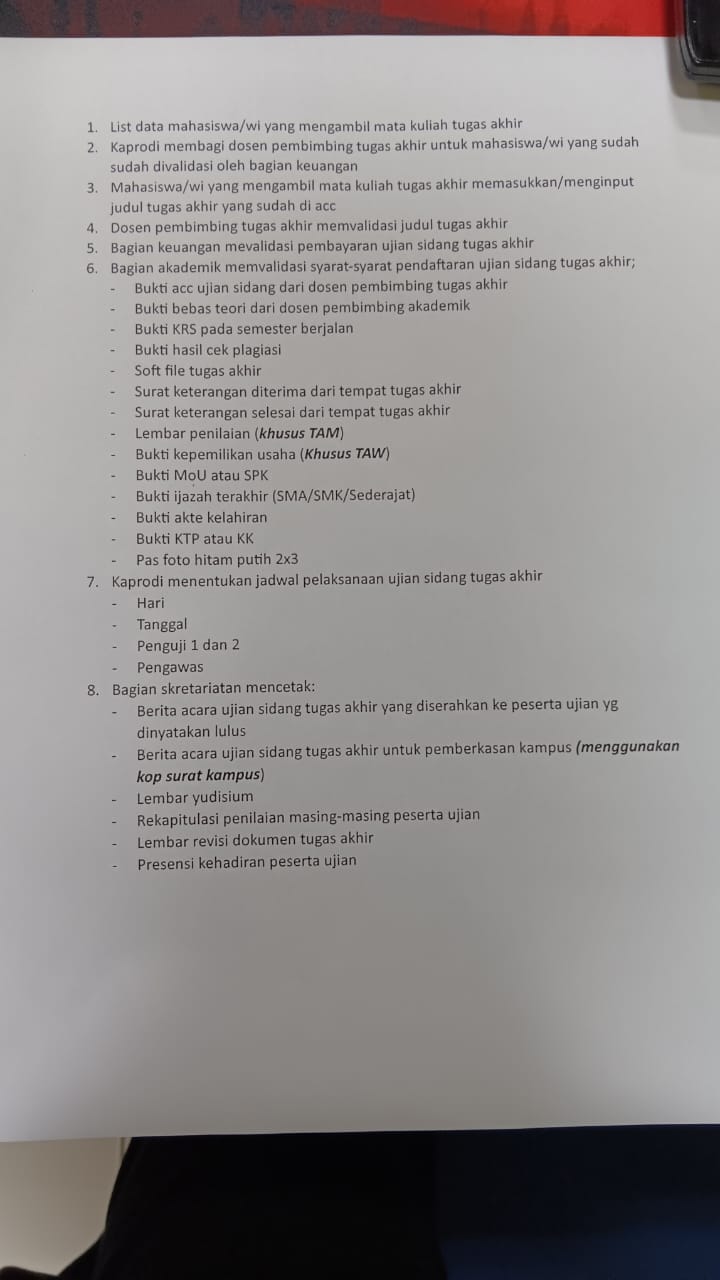 1. List data mahasiswa/wi yang mengambil mata kuliah tugas akhir
2. Kaprodi membagi dosen pembimbing tugas akhir untuk mahasiswa/wi yang sudah
sudah divalidasi oleh bagian keuangan
3. Mahasiswa/wi yang mengambil mata kuliah tugas akhir memasukkan/menginput
judul tugas akhir yang sudah di acc
4. Dosen pembimbing tugas akhir memvalidasi judul tugas akhir
5. Bagian keuangan mevalidasi pembayaran ujian sidang tugas akhir
6. Bagian akademik memvalidasi syarat-syarat pendaftaran ujian sidang tugas akhir;
- Bukti acc ujian sidang dari dosen pembimbing tugas akhir
- Bukti bebas teori dari dosen pembimbing akademik
- Bukti KRS pada semester berjalan
- Bukti hasil cek plagiasi
- Soft file tugas akhir
- Surat keterangan diterima dari tempat tugas akhir
- Surat keterangan selesai dari tempat tugas akhir
- Lembar penilaian (khusus TAM)
- Bukti kepemilikan usaha (Khusus TAW)
- Bukti MoU atau SPK
- Bukti ijazah terakhir (SMA/SMK/Sederajat)
- Bukti akte kelahiran
- Bukti KTP atau KK
- Pas foto hitam putih 2x3
7. Kaprodi menentukan jadwal pelaksanaan ujian sidang tugas akhir
- Hari
- Tanggal
- Penguji 1 dan 2
- Pengawas
8. Bagian skretariatan mencetak:
- Berita acara ujian sidang tugas akhir yang diserahkan ke peserta ujian yg
dinyatakan lulus
- Berita acara ujian sidang tugas akhir untuk pemberkasan kampus (menggunakan
kop surat kampus)
- Lembar yudisium
- Rekapitulasi penilaian masing-masing peserta ujian
- Lembar revisi dokumen tugas akhir
- Presensi kehadiran peserta ujian